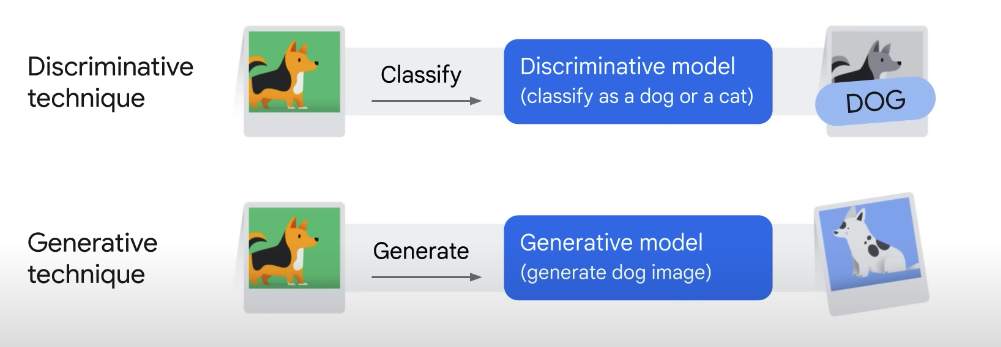 Discriminative
technique
Classify
Discriminative model
(classify as a dog or a cat)
DOG
Generative
technique
Generate
Generative model
(generate dog image)